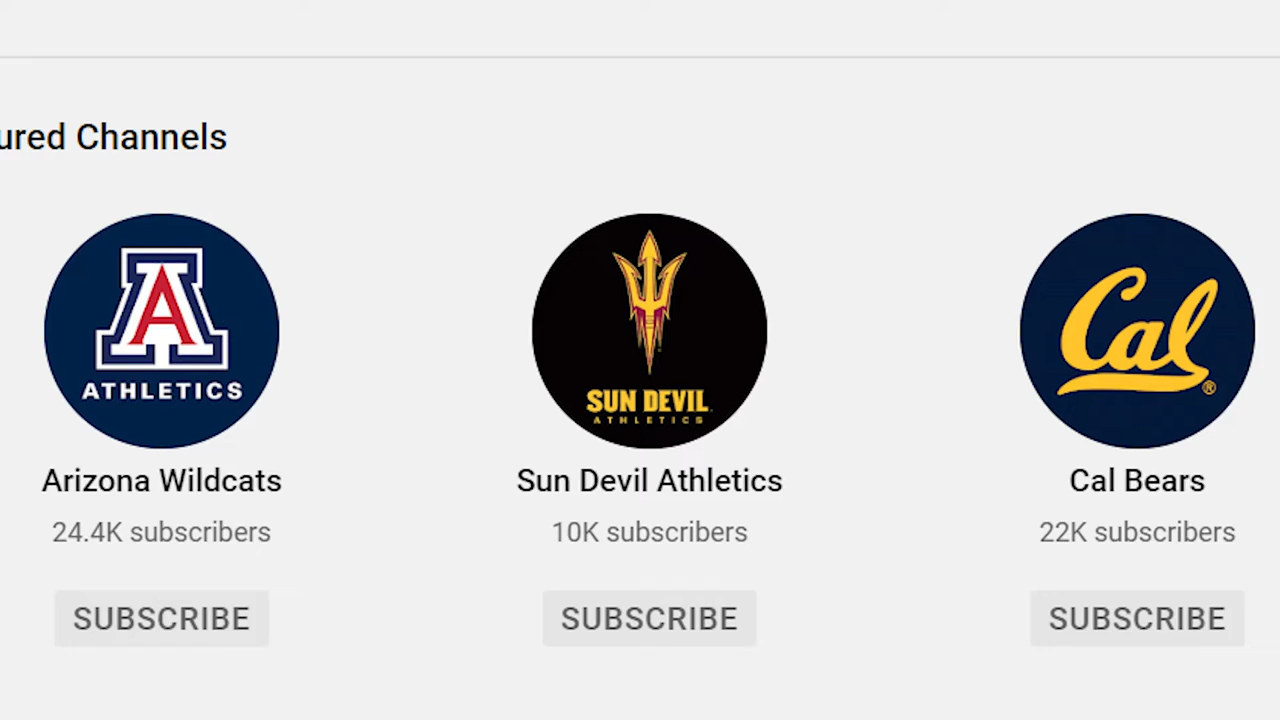 ured Channels
A
ATHLETICS
SUN DEVIL
ATHLETICS
Cal
®
Arizona Wildcats
Sun Devil Athletics
Cal Bears
24.4K subscribers
10K subscribers
22K subscribers
SUBSCRIBE
SUBSCRIBE
SUBSCRIBE